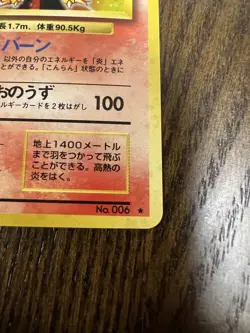 長1.7m、体重90.5Kg
バーン
以外の自分のエネルギーを「炎」エネ
とができる。「こんらん」状態のときに
おのうず
ルギーカードを2枚はがし 100
地上1400メートル
まで羽をつかって飛ぶ
ことができる。高熱の
炎をはく。
No. 006 ★